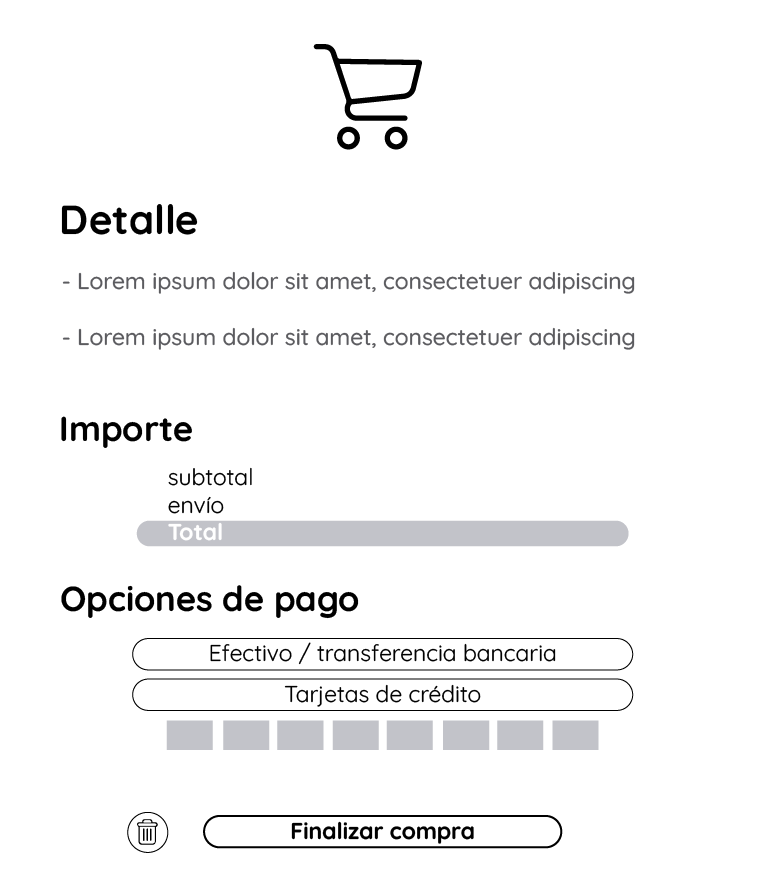 Detalle
- Lorem ipsum dolor sit amet, consectetuer adipiscing
- Lorem ipsum dolor sit amet, consectetuer adipiscing
Importe
subtotal
envío
Total
Opciones de pago
Efectivo / transferencia bancaria
Tarjetas de crédito
Finalizar compra